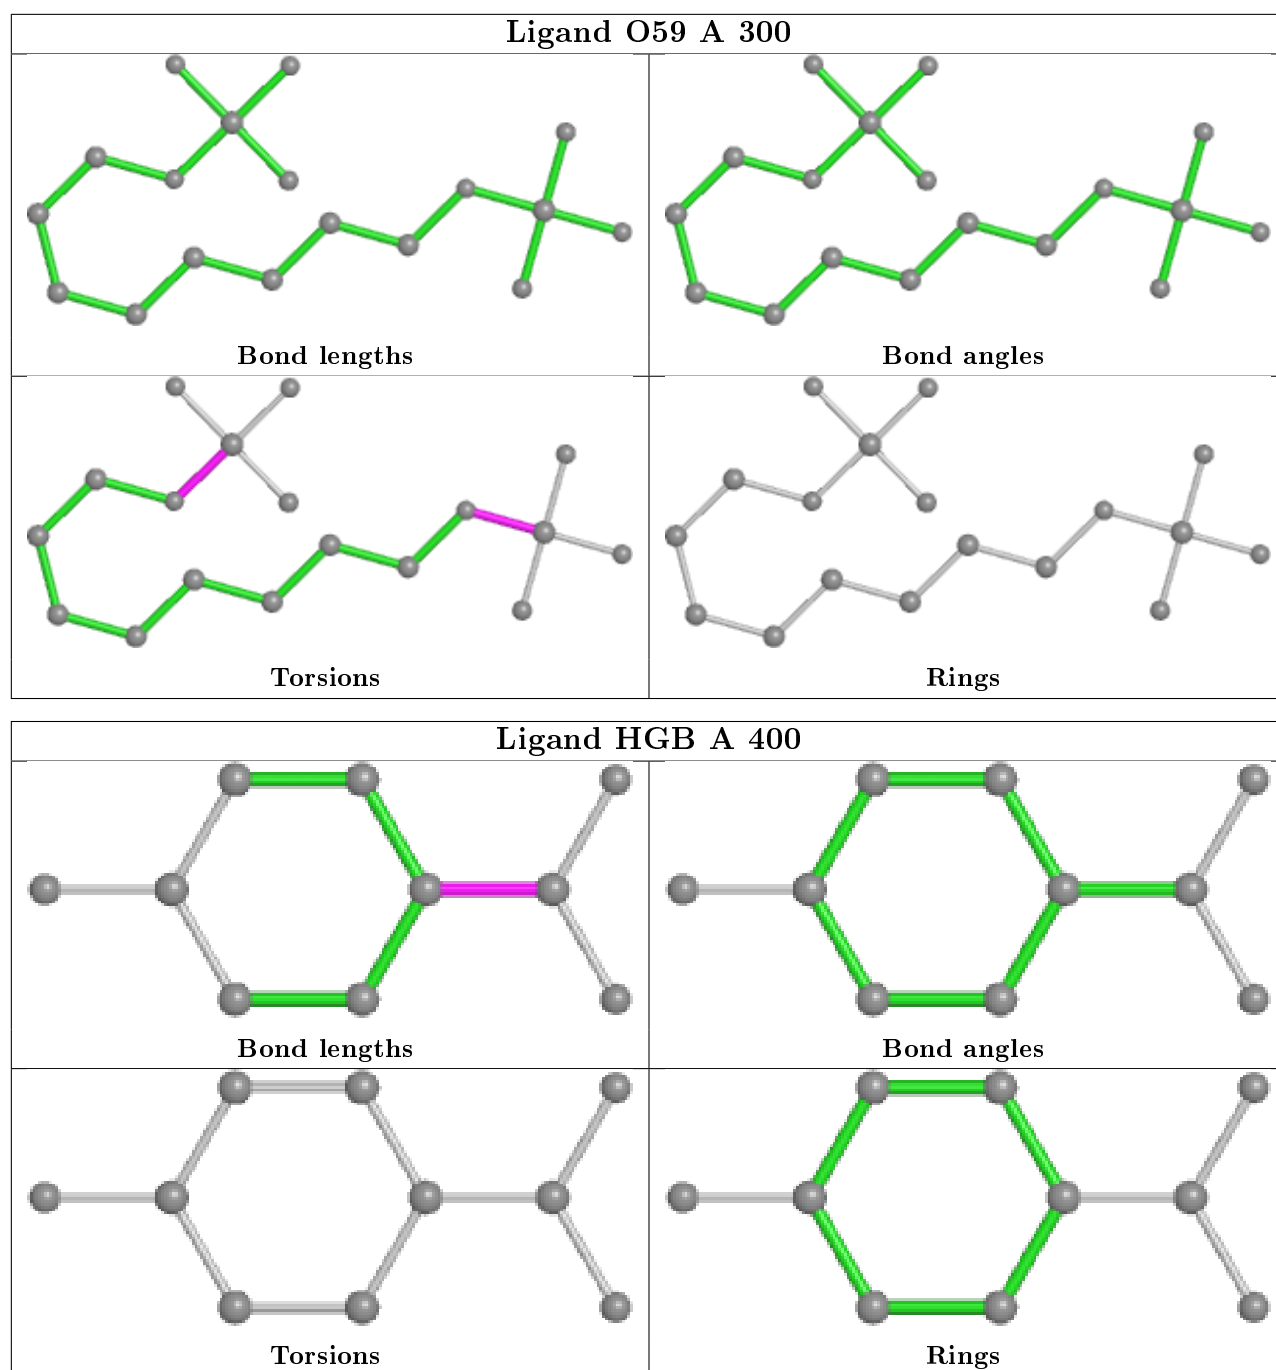 Ligand O59 A 300
Bond lengths
Bond angles
Torsions
Rings
Ligand HGB A 400
Bond lengths
Bond angles
Torsions
Rings